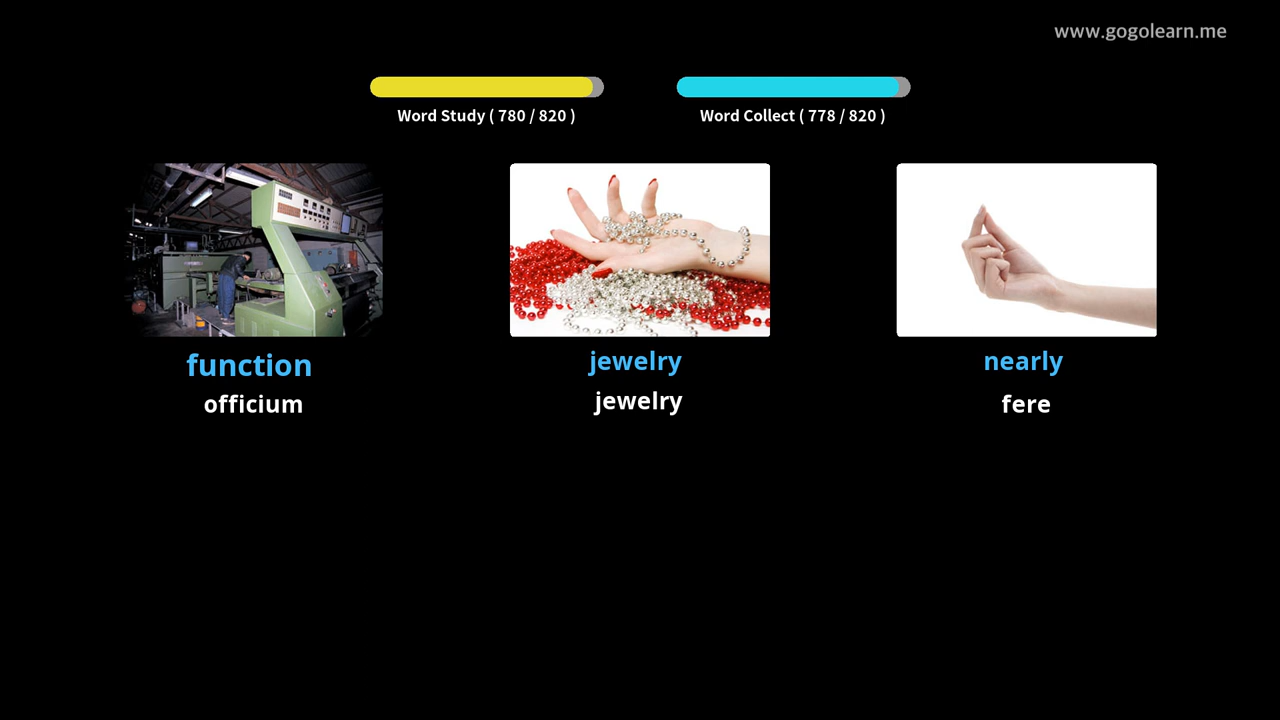 www.gogolearn.me
Word Study ( 780 / 820 )
Word Collect ( 778 / 820 )
function
officium
jewelry
jewelry
nearly
fere